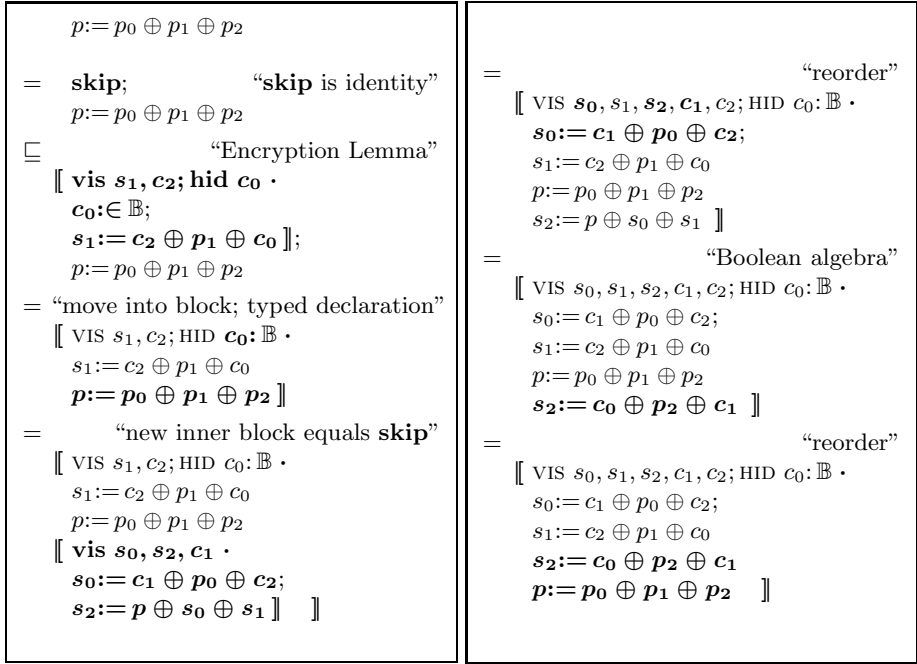 p:= p₀ ⊕ p₁ ⊕ p₂
= skip; “skip is identity”
p:= p₀ ⊕ p₁ ⊕ p₂
⊑ “Encryption Lemma”
⟦ vis s₁, c₂; hid c₀ ·
c₀:∈ 𝔹;
s₁:= c₂ ⊕ p₁ ⊕ c₀ ⟧;
p:= p₀ ⊕ p₁ ⊕ p₂
= “move into block; typed declaration”
⟦ VIS s₁, c₂; HID c₀: 𝔹 ·
s₁:= c₂ ⊕ p₁ ⊕ c₀
p:= p₀ ⊕ p₁ ⊕ p₂ ⟧
= “new inner block equals skip”
⟦ VIS s₁, c₂; HID c₀: 𝔹 ·
s₁:= c₂ ⊕ p₁ ⊕ c₀
p:= p₀ ⊕ p₁ ⊕ p₂
⟦ vis s₀, s₂, c₁ ·
s₀:= c₁ ⊕ p₀ ⊕ c₂;
s₂:= p ⊕ s₀ ⊕ s₁ ⟧ ⟧
= “reorder”
⟦ VIS s₀, s₁, s₂, c₁, c₂; HID c₀: 𝔹 ·
s₀:= c₁ ⊕ p₀ ⊕ c₂;
s₁:= c₂ ⊕ p₁ ⊕ c₀
p:= p₀ ⊕ p₁ ⊕ p₂
s₂:= p ⊕ s₀ ⊕ s₁ ⟧
= “Boolean algebra”
⟦ VIS s₀, s₁, s₂, c₁, c₂; HID c₀: 𝔹 ·
s₀:= c₁ ⊕ p₀ ⊕ c₂;
s₁:= c₂ ⊕ p₁ ⊕ c₀
p:= p₀ ⊕ p₁ ⊕ p₂
s₂:= c₀ ⊕ p₂ ⊕ c₁ ⟧
= “reorder”
⟦ VIS s₀, s₁, s₂, c₁, c₂; HID c₀: 𝔹 ·
s₀:= c₁ ⊕ p₀ ⊕ c₂;
s₁:= c₂ ⊕ p₁ ⊕ c₀
s₂:= c₀ ⊕ p₂ ⊕ c₁
p:= p₀ ⊕ p₁ ⊕ p₂ ⟧